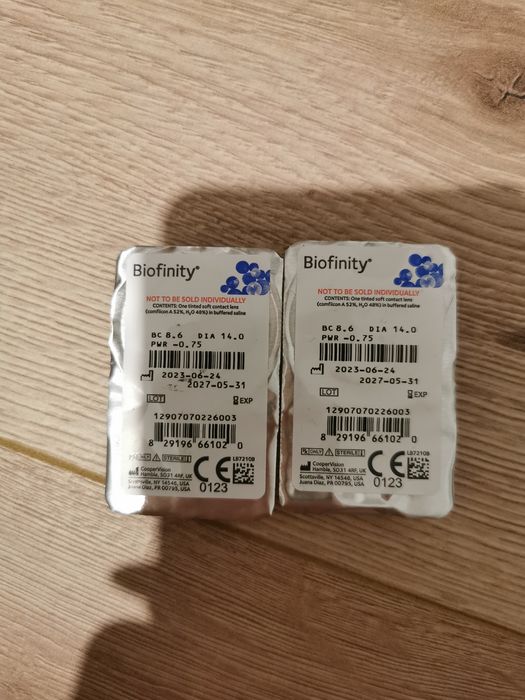 Biofinity®
NOT TO BE SOLD INDIVIDUALLY
CONTENTS: One tinted soft contact lens
(comfilcon A 52%, H₂O 48%) in buffered saline
BC 8.6 DIA 14.0
PWR -0.75
2023-06-24
2027-05-31
LOT
EXP
12907070226003
8 29196 66102 0
STERILE
LB7210B
CooperVision
Hamble, SO31 4RF, UK
Scottsville, NY 14546, USA
Juana Diaz, PR 00795, USA
CE
0123
Biofinity®
NOT TO BE SOLD INDIVIDUALLY
CONTENTS: One tinted soft contact lens
(comfilcon A 52%, H₂O 48%) in buffered saline
BC 8.6 DIA 14.0
PWR -0.75
2023-06-24
2027-05-31
LOT
EXP
12907070226003
8 29196 66102 0
ONLY STERILE
LB7210B
CooperVision
Hamble, SO31 4RF, UK
Scottsville, NY 14546, USA
Juana Diaz, PR 00795, USA
CE
0123